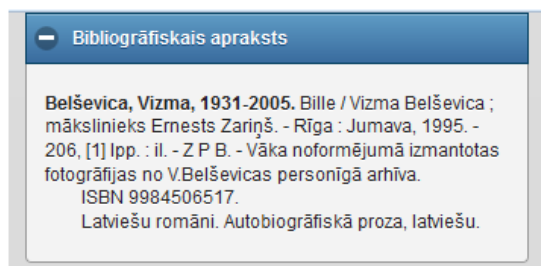 Bibliogrāfiskais apraksts
Belševica, Vizma, 1931-2005. Bille / Vizma Belševica ;
mākslinieks Ernests Zariņš. - Rīga : Jumava, 1995. -
206, [1] lpp. : il. - Z P B. - Vāka noformējumā izmantotas
fotogrāfijas no V.Belševicas personīgā arhīva.
ISBN 9984506517.
Latviešu romāni. Autobiogrāfiskā proza, latviešu.